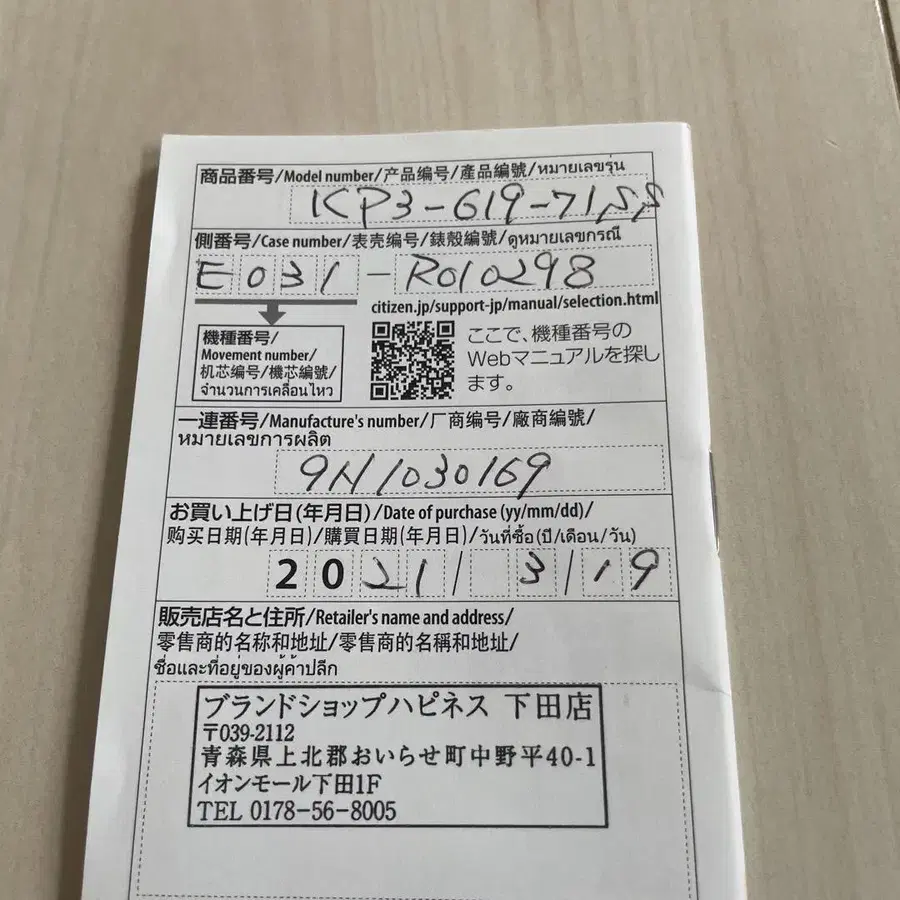 商品番号/Model number/产品编号/產品編號/หมายเลขรุ่น
KP3-619-71SS
側番号/Case number/表壳编号/錶殻編號/ดูหมายเลขกรณี
E031-R010298
citizen.jp/support-jp/manual/selection.html
機種番号/
Movement number/
机芯编号/機芯編號/
จำนวนการเคลื่อนไหว
ここで、機種番号の
Webマニュアルを探し
ます。
一連番号/Manufacture's number/厂商编号/廠商編號/
หมายเลขการผลิต
9N1030169
お買い上げ日(年月日)/Date of purchase (yy/mm/dd)/
购买日期(年月日)/購買日期(年月日)/วันที่ซื้อ(ปี/เดือน/วัน)
2021/3/19
販売店名と住所/Retailer's name and address/
零售商的名称和地址/零售商的名稱和地址/
ชื่อและที่อยู่ของผู้ค้าปลีก
ブランドショップハピネス 下田店
〒039-2112
青森県上北郡おいらせ町中野平40-1
イオンモール下田1F
TEL 0178-56-8005